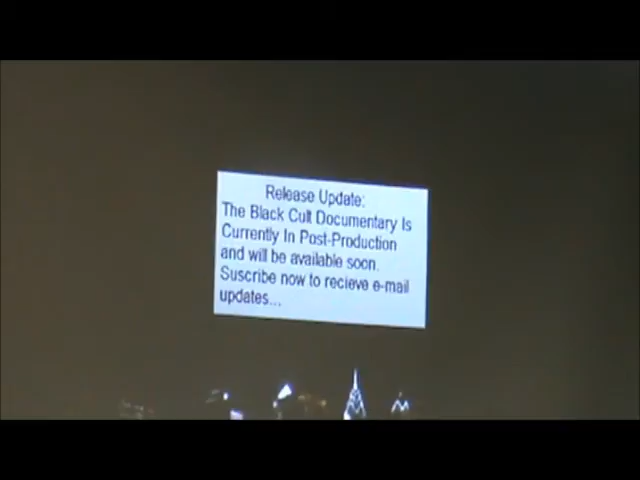 Release Update:
The Black Cult Documentary Is
Currently In Post-Production
and will be available soon.
Suscribe now to recieve e-mail
updates...